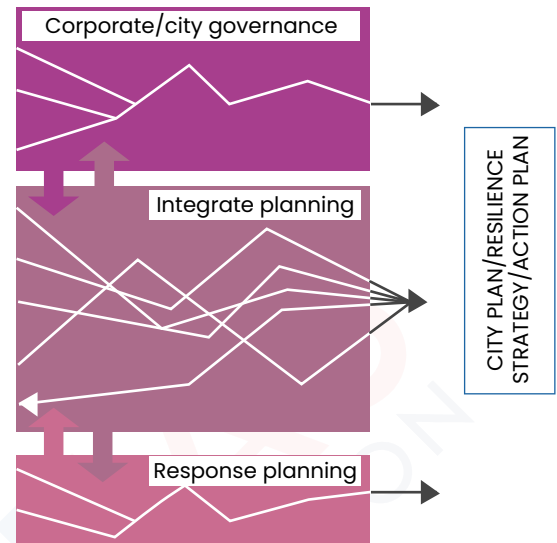 Corporate/city governance
Integrate planning
Response planning
CITY PLAN/RESILIENCE
STRATEGY/ACTION PLAN